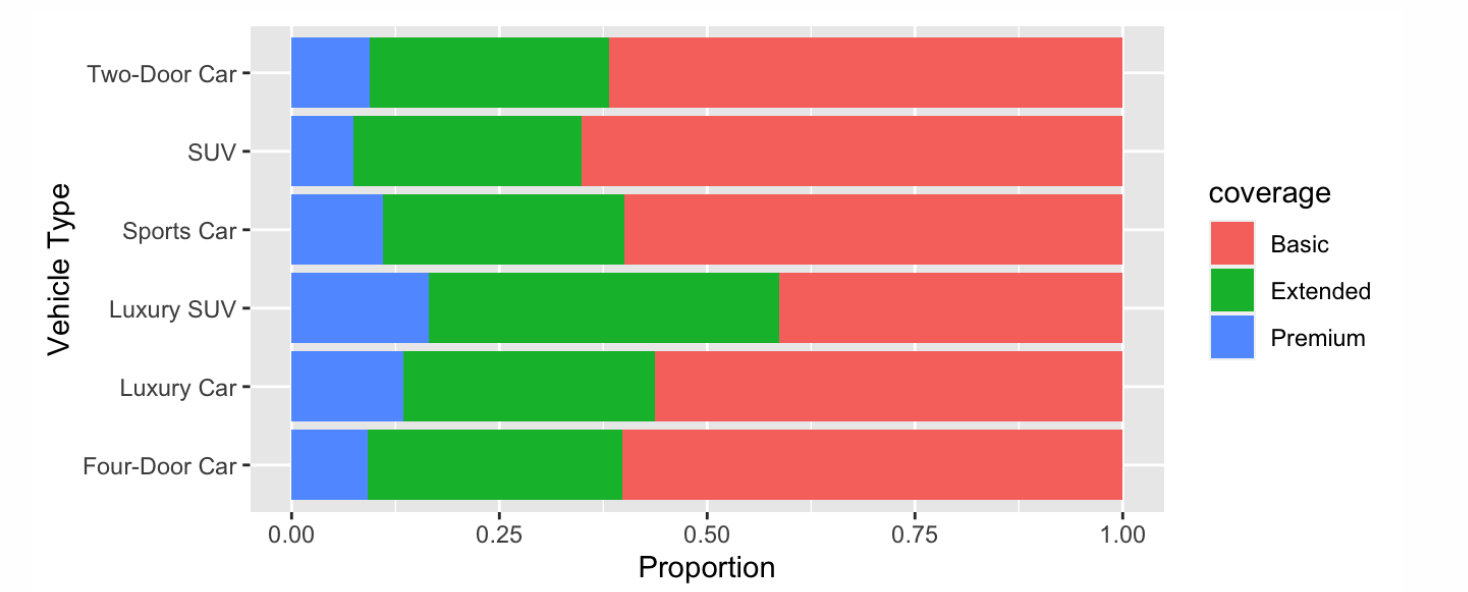 Two-Door Car
SUV
Sports Car
Luxury SUV
Luxury Car
Four-Door Car
Vehicle Type
0.00 0.25 0.50 0.75 1.00
Proportion
coverage
Basic
Extended
Premium